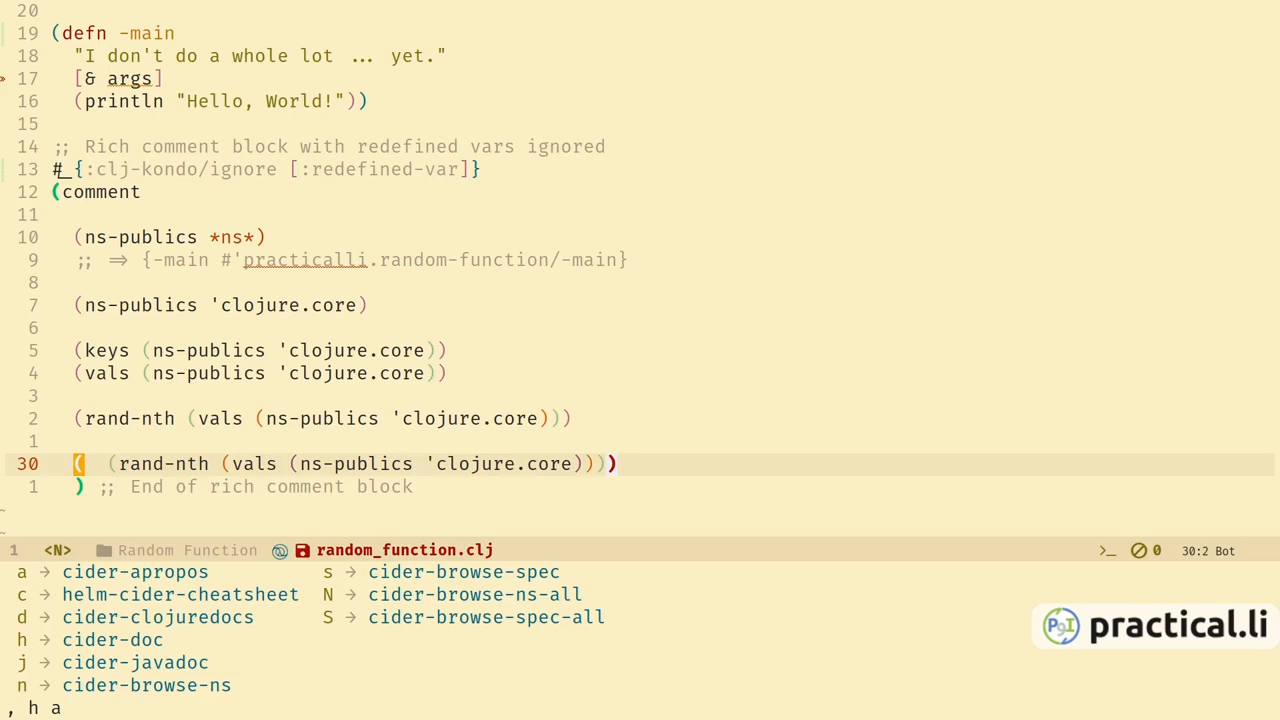 20
19 (defn -main
18 "I don't do a whole lot ... yet."
17 [& args]
16 (println "Hello, World!"))
15
14 ;; Rich comment block with redefined vars ignored
13 #_{:clj-kondo/ignore [:redefined-var]}
12 (comment
11
10 (ns-publics *ns*)
9 ;; => {-main #'practicalli.random-function/-main}
8
7 (ns-publics 'clojure.core)
6
5 (keys (ns-publics 'clojure.core))
4 (vals (ns-publics 'clojure.core))
3
2 (rand-nth (vals (ns-publics 'clojure.core)))
1
30 ( (rand-nth (vals (ns-publics 'clojure.core))))
1 ) ;; End of rich comment block
~
~
1 <N> Random Function random_function.clj >_ 0 30:2 Bot
a → cider-apropos s → cider-browse-spec
c → helm-cider-cheatsheet N → cider-browse-ns-all
d → cider-clojuredocs S → cider-browse-spec-all
h → cider-doc
j → cider-javadoc
n → cider-browse-ns
, h a
practical.li